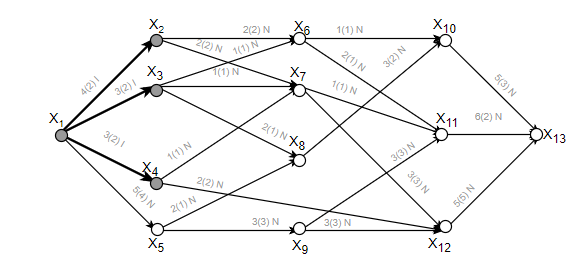 X2
2(2) N
X6
1(1) N
X10
2(2) N
1(1) N
2(1) N
3(2) N
4(2) I
3(2) I
X3
1(1) N
X7
1(1) N
5(3) N
X1
X11
6(2) N
X13
3(2) I
2(1) N
X8
1(1) N
3(3) N
X4
2(2) N
3(3) N
5(4) N
2(1) N
5(5) N
X5
3(3) N
X9
3(3) N
X12